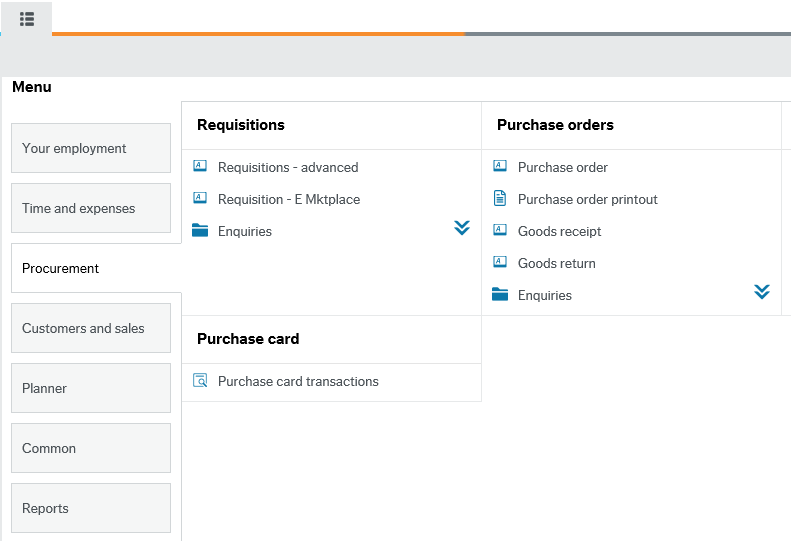 Menu
Your employment
Time and expenses
Procurement
Customers and sales
Planner
Common
Reports
Requisitions
Requisitions - advanced
Requisition - E Mktplace
Enquiries
Purchase orders
Purchase order
Purchase order printout
Goods receipt
Goods return
Enquiries
Purchase card
Purchase card transactions